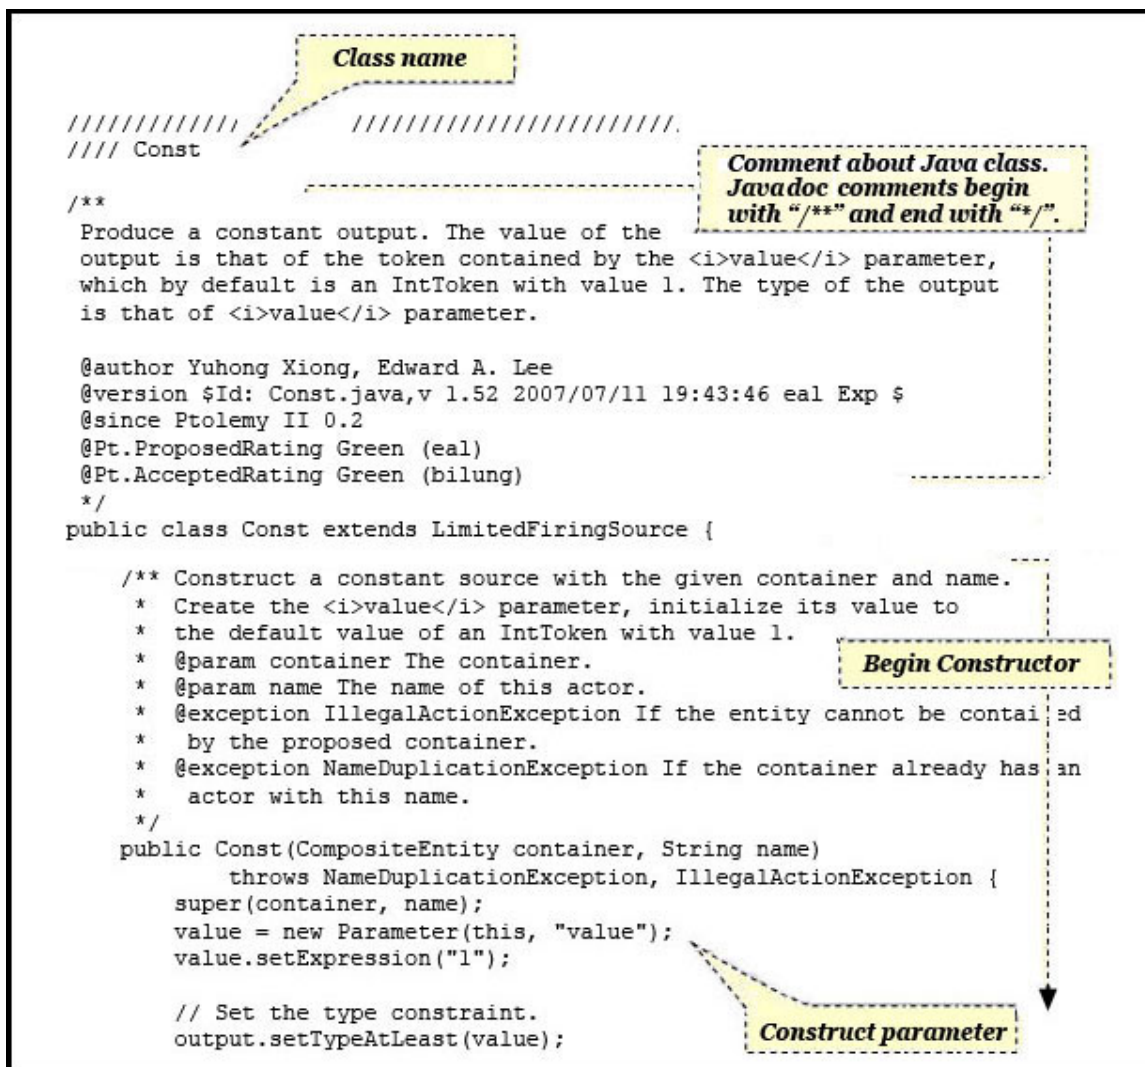 Class name
///////////// /////////////////////////.
//// Const
Comment about Java class.
Javadoc comments begin
with “/**” and end with “*/”.
/**
Produce a constant output. The value of the
output is that of the token contained by the <i>value</i> parameter,
which by default is an IntToken with value 1. The type of the output
is that of <i>value</i> parameter.
@author Yuhong Xiong, Edward A. Lee
@version $Id: Const.java,v 1.52 2007/07/11 19:43:46 eal Exp $
@since Ptolemy II 0.2
@Pt.ProposedRating Green (eal)
@Pt.AcceptedRating Green (bilung)
*/
public class Const extends LimitedFiringSource {
/** Construct a constant source with the given container and name.
* Create the <i>value</i> parameter, initialize its value to
* the default value of an IntToken with value 1.
* @param container The container.
Begin Constructor
* @param name The name of this actor.
* @exception IllegalActionException If the entity cannot be contained
* by the proposed container.
* @exception NameDuplicationException If the container already has an
* actor with this name.
*/
public Const(CompositeEntity container, String name)
throws NameDuplicationException, IllegalActionException {
super(container, name);
value = new Parameter(this, "value");
value.setExpression("1");
// Set the type constraint.
output.setTypeAtLeast(value);
Construct parameter